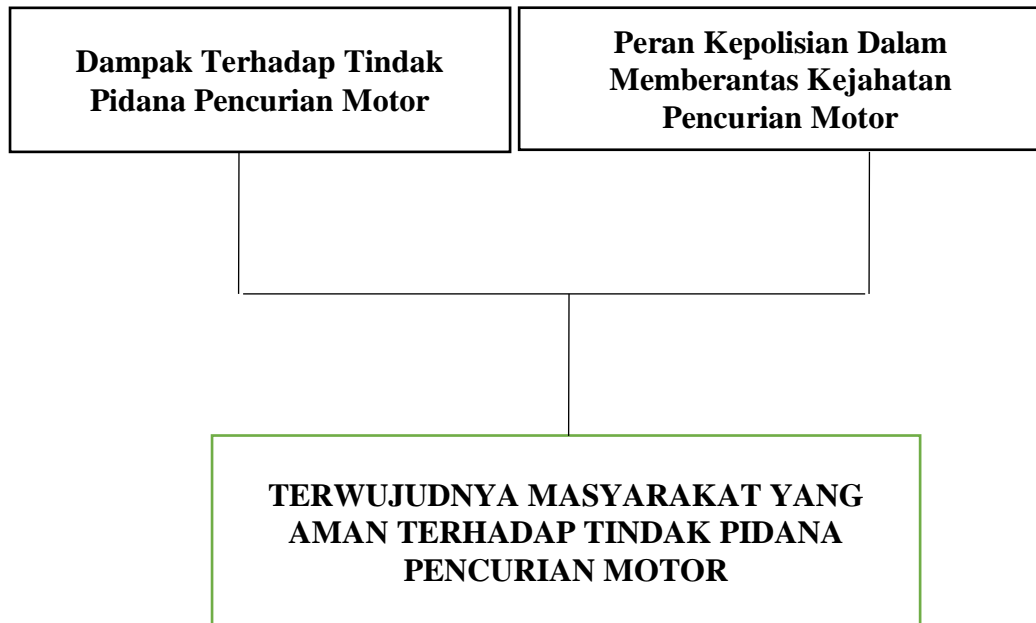 Dampak Terhadap Tindak
Pidana Pencurian Motor
Peran Kepolisian Dalam
Memberantas Kejahatan
Pencurian Motor
TERWUJUDNYA MASYARAKAT YANG
AMAN TERHADAP TINDAK PIDANA
PENCURIAN MOTOR